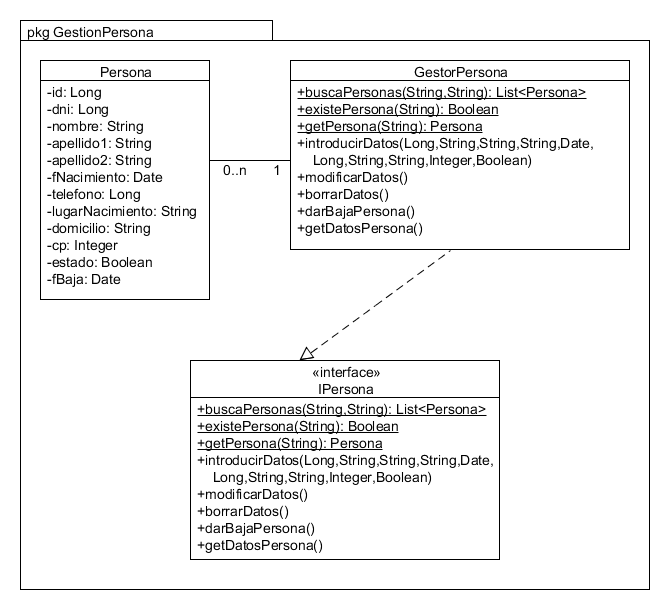 pkg GestionPersona
Persona
-id: Long
-dni: Long
-nombre: String
-apellido1: String
-apellido2: String
-fNacimiento: Date
-telefono: Long
-lugarNacimiento: String
-domicilio: String
-cp: Integer
-estado: Boolean
-fBaja: Date
0..n
1
GestorPersona
+buscaPersonas(String,String): List<Persona>
+existePersona(String): Boolean
+getPersona(String): Persona
+introducirDatos(Long,String,String,String,Date,
Long,String,String,Integer,Boolean)
+modificarDatos()
+borrarDatos()
+darBajaPersona()
+getDatosPersona()
«interface»
IPersona
+buscaPersonas(String,String): List<Persona>
+existePersona(String): Boolean
+getPersona(String): Persona
+introducirDatos(Long,String,String,String,Date,
Long,String,String,Integer,Boolean)
+modificarDatos()
+borrarDatos()
+darBajaPersona()
+getDatosPersona()